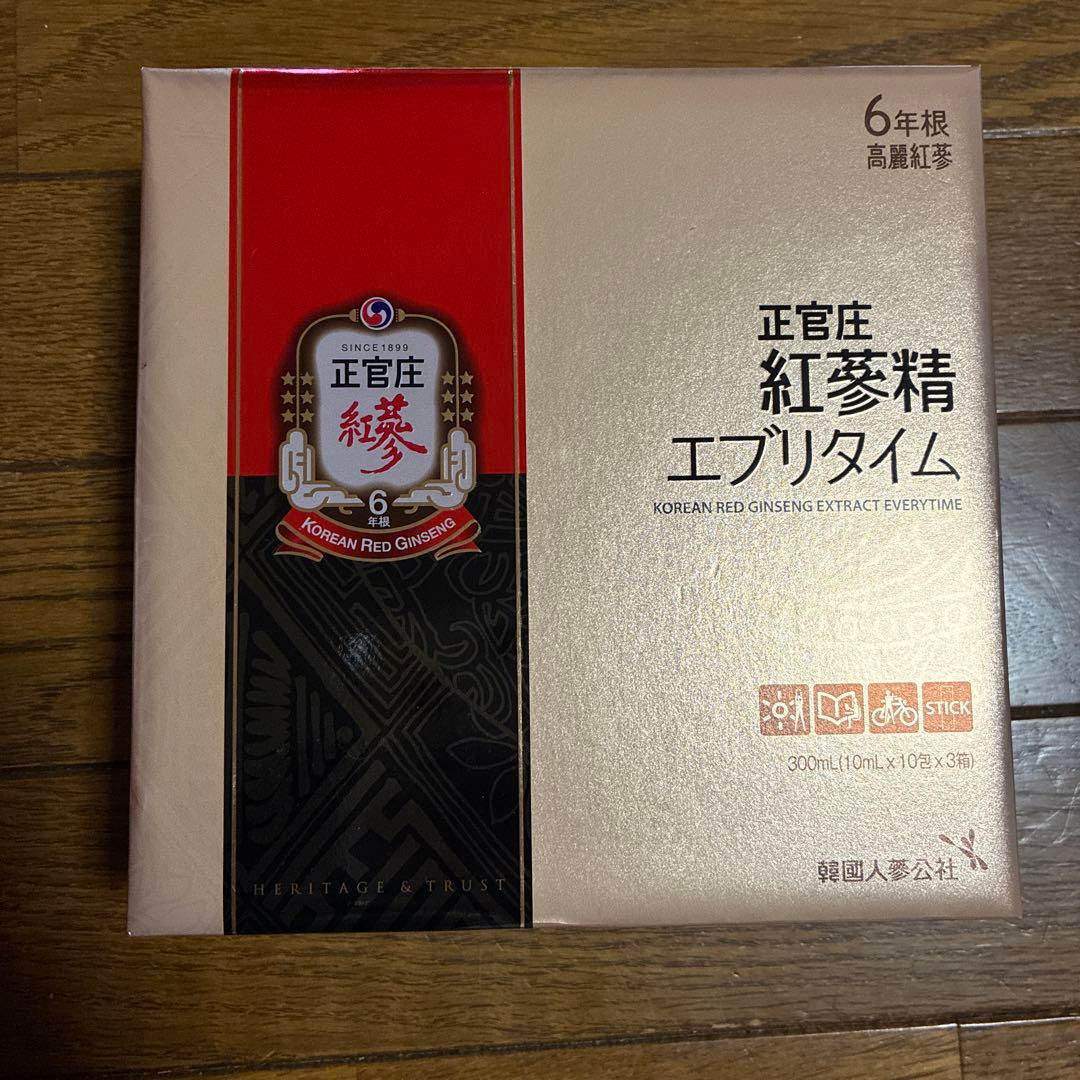 6年根
高麗紅蔘
SINCE 1899
正官庄
紅蔘
6
年根
KOREAN RED GINSENG
正官庄
紅蔘精
エブリタイム
KOREAN RED GINSENG EXTRACT EVERYTIME
STICK
300mL(10mL x 10包 x 3箱)
韓國人蔘公社
HERITAGE & TRUST